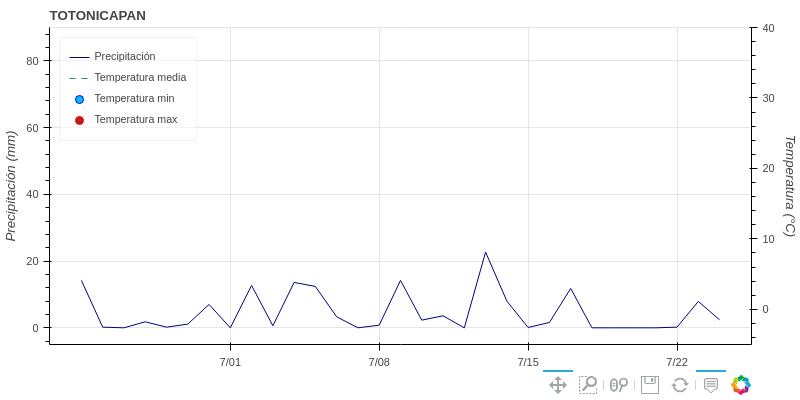 TOTONICAPAN
Precipitación
Temperatura media
Temperatura min
Temperatura max
Precipitación (mm)
80
60
40
20
0
Temperatura (°C)
40
30
20
10
0
7/01
7/08
7/15
7/22